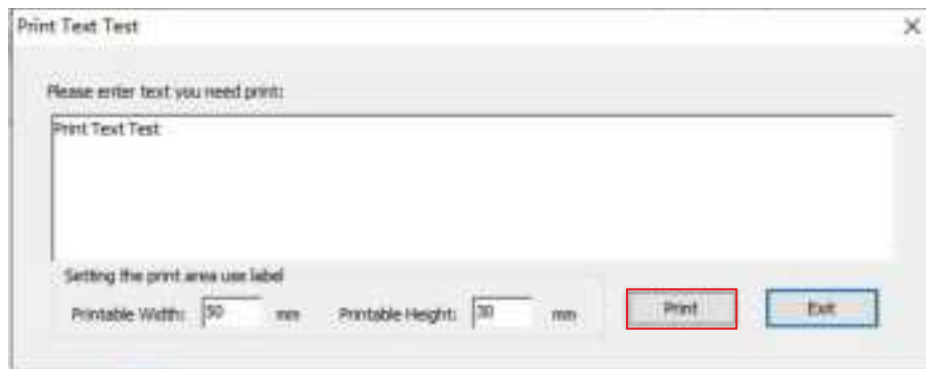 Print Text Test
Please enter text you need print:
Print Text Test
Setting the print area use label
Printable Width: 50 mm Printable Height: 30 mm Print Exit